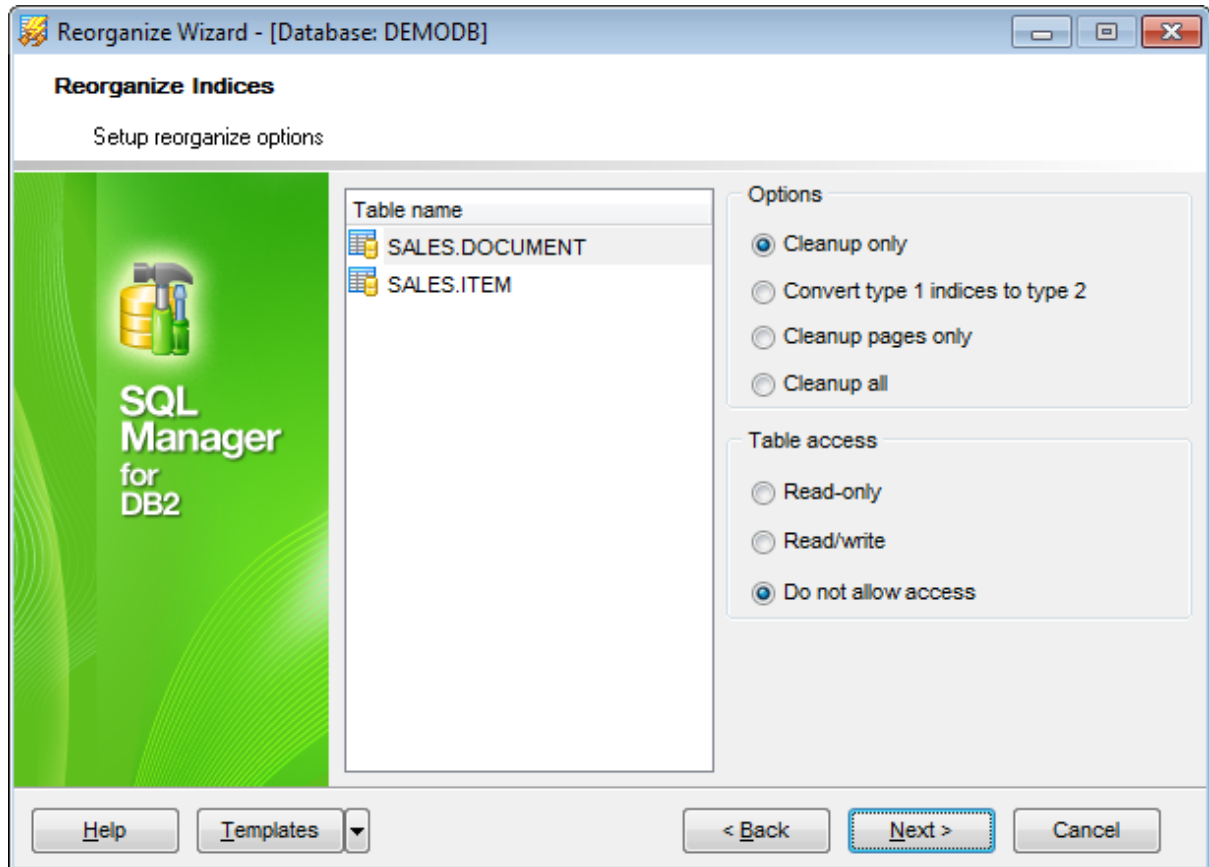 Reorganize Wizard - [Database: DEMODB]
Reorganize Indices
Setup reorganize options
SQL
Manager
for
DB2
Table name
SALES.DOCUMENT
SALES.ITEM
Options
Cleanup only
Convert type 1 indices to type 2
Cleanup pages only
Cleanup all
Table access
Read-only
Read/write
Do not allow access
Help
Templates
< Back
Next >
Cancel